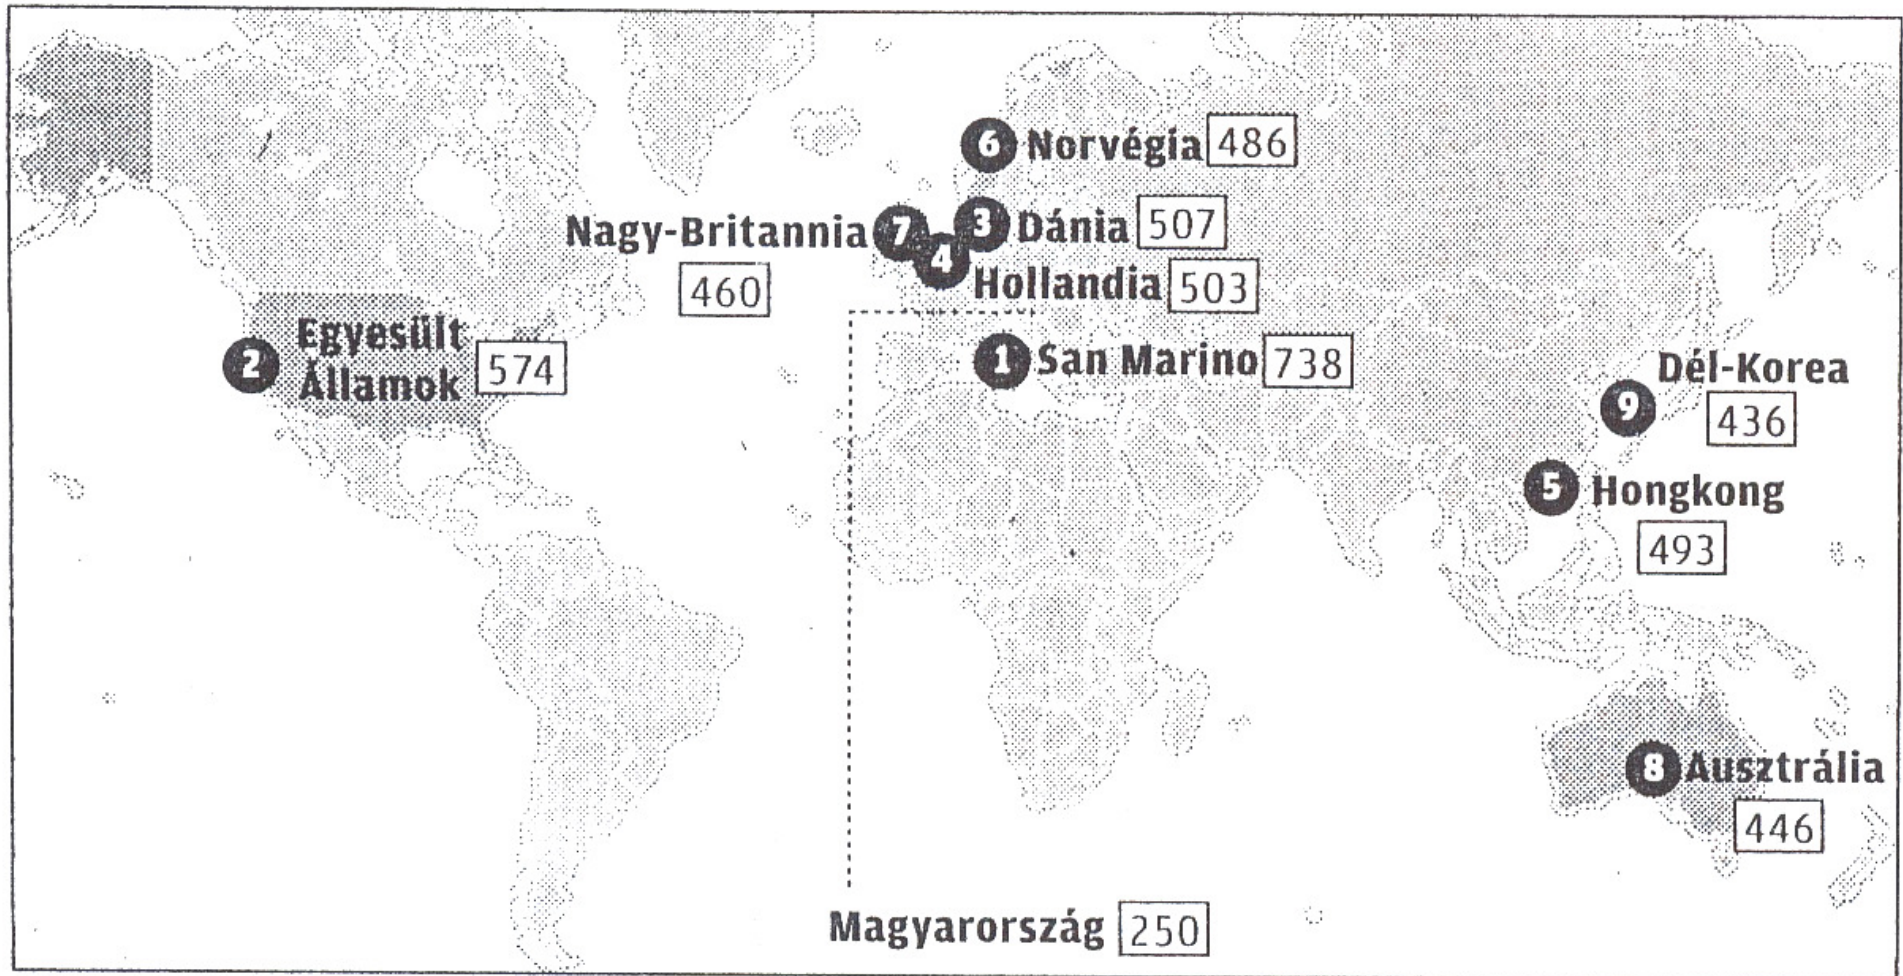 6 Norvégia 486
Nagy-Britannia 7
460
3 Dánia 507
4 Hollandia 503
2 Egyesült
Államok 574
1 San Marino 738
Dél-Korea
9
436
5 Hongkong
493
8 Ausztrália
446
Magyarország 250